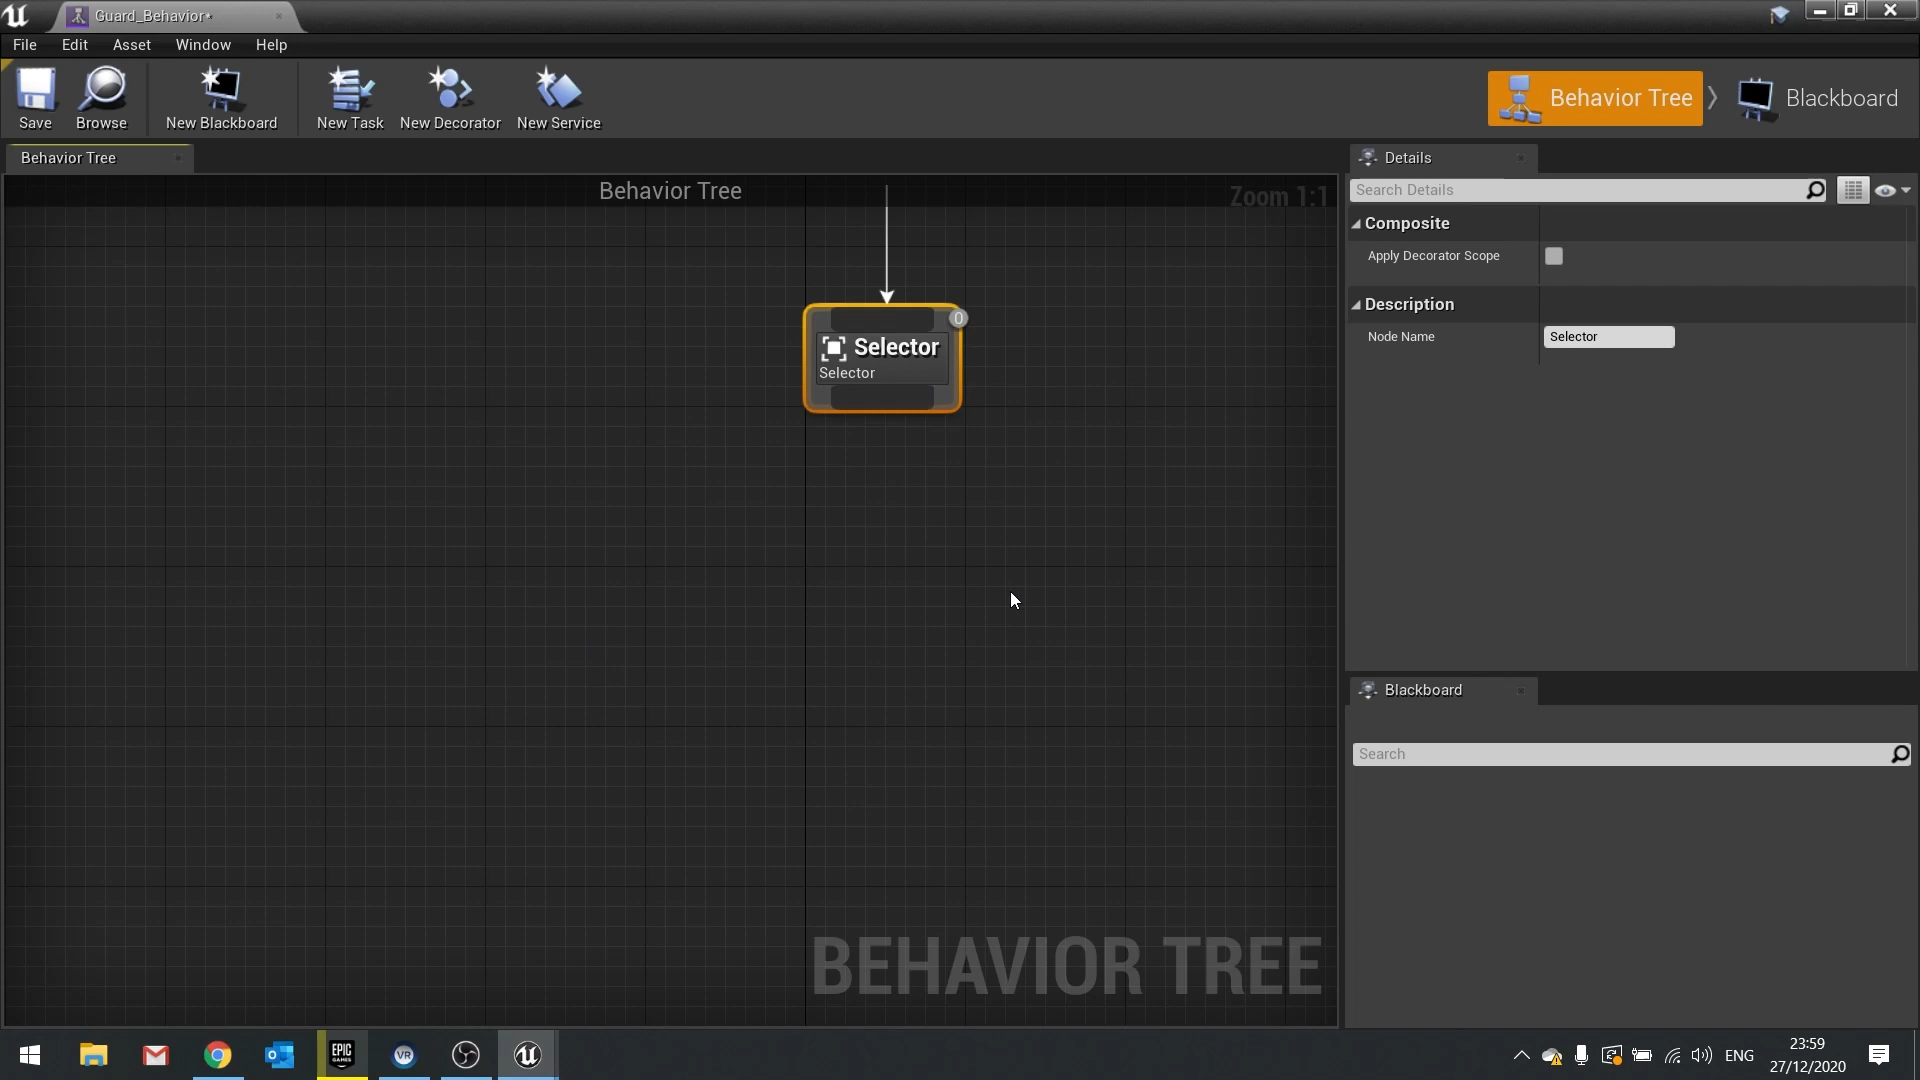 Guard_Behavior*
File Edit Asset Window Help
Save Browse New Blackboard New Task New Decorator New Service
Behavior Tree Blackboard
Behavior Tree
Details
Behavior Tree
Zoom 1:1
Search Details
Composite
Apply Decorator Scope
Description
Node Name Selector
0
Selector
Selector
Blackboard
Search
BEHAVIOR TREE
EPIC
GAMES
VR
ENG
23:59
27/12/2020